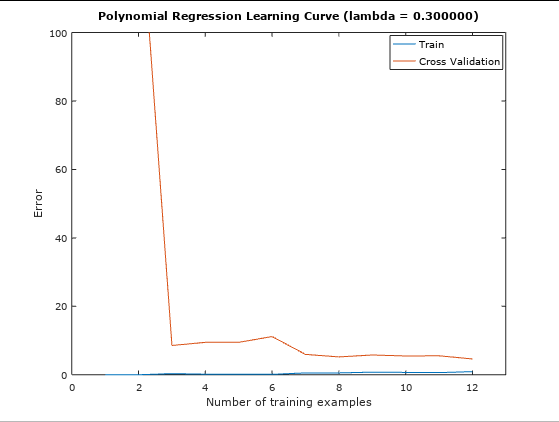 Polynomial Regression Learning Curve (lambda = 0.300000)
Train
Cross Validation
100
80
60
40
20
0
Error
0 2 4 6 8 10 12
Number of training examples